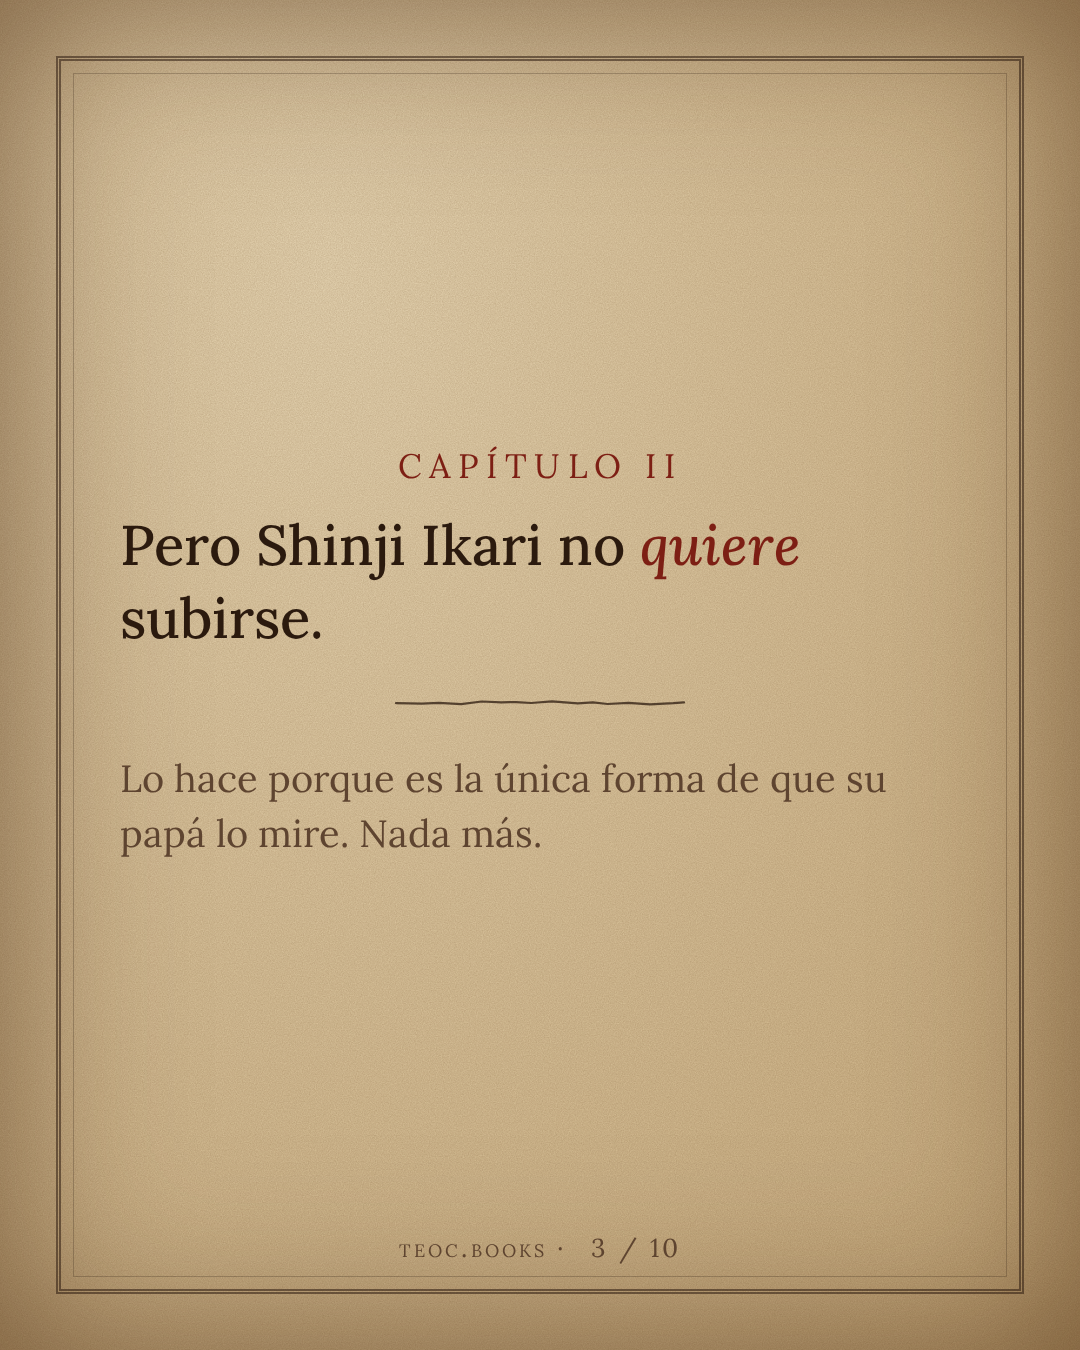 CAPÍTULO II
Pero Shinji Ikari no quiere
subirse.
Lo hace porque es la única forma de que su
papá lo mire. Nada más.
TEOC.BOOKS · 3 / 10